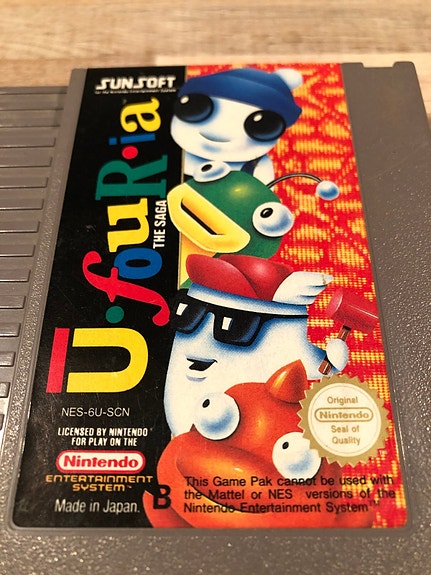 SUNSOFT
U·fouR·ia
THE SAGA
NES-6U-SCN
LICENSED BY NINTENDO
FOR PLAY ON THE
Nintendo
ENTERTAINMENT
SYSTEM
Made in Japan.
B
Original
Nintendo
Seal of
Quality
This Game Pak cannot be used with
the Mattel or NES versions of the
Nintendo Entertainment System